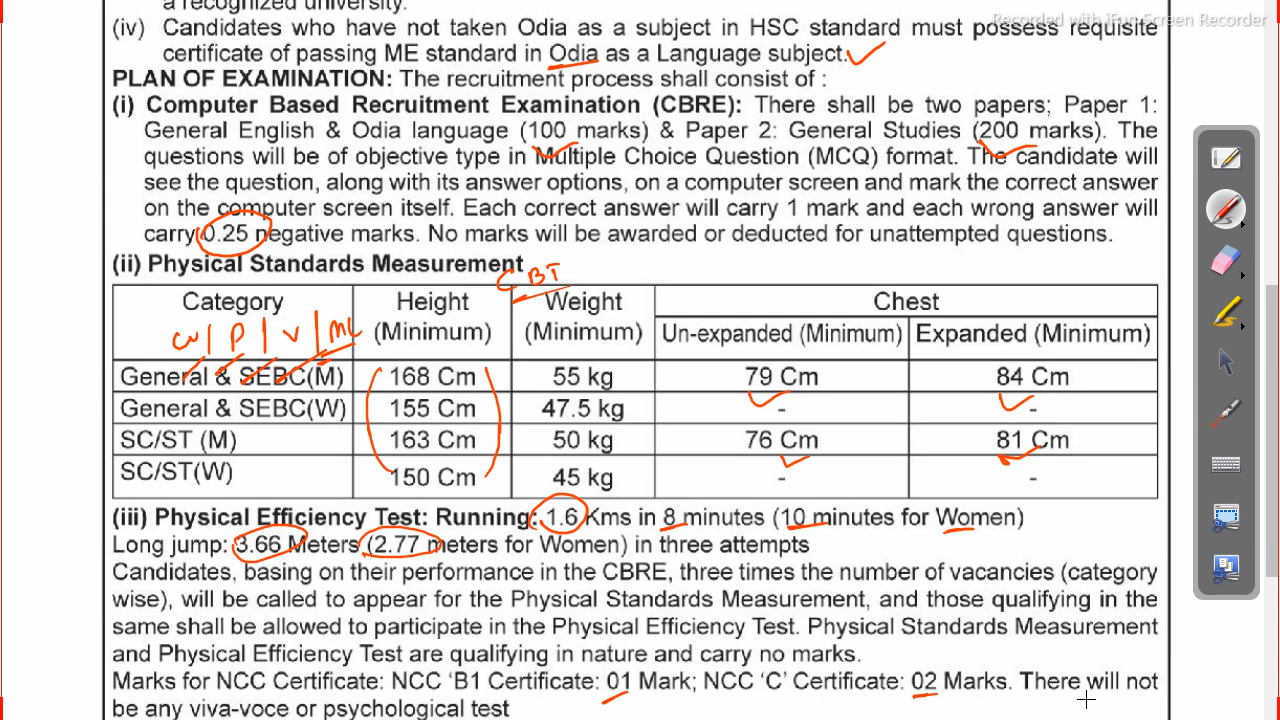 a recognized university.
Recorded with iFun Screen Recorder
(iv) Candidates who have not taken Odia as a subject in HSC standard must possess requisite
certificate of passing ME standard in Odia as a Language subject.
PLAN OF EXAMINATION: The recruitment process shall consist of :
(i) Computer Based Recruitment Examination (CBRE): There shall be two papers; Paper 1:
General English & Odia language (100 marks) & Paper 2: General Studies (200 marks). The
questions will be of objective type in Multiple Choice Question (MCQ) format. The candidate will
see the question, along with its answer options, on a computer screen and mark the correct answer
on the computer screen itself. Each correct answer will carry 1 mark and each wrong answer will
carry 0.25 negative marks. No marks will be awarded or deducted for unattempted questions.
(ii) Physical Standards Measurement
CBT
Category Height (Minimum) Weight (Minimum) Chest
Un-expanded (Minimum) Expanded (Minimum)
General & SEBC(M) 168 Cm 55 kg 79 Cm 84 Cm
General & SEBC(W) 155 Cm 47.5 kg - -
SC/ST (M) 163 Cm 50 kg 76 Cm 81 Cm
SC/ST(W) 150 Cm 45 kg - -
(iii) Physical Efficiency Test: Running: 1.6 Kms in 8 minutes (10 minutes for Women)
Long jump: 3.66 Meters (2.77 meters for Women) in three attempts
Candidates, basing on their performance in the CBRE, three times the number of vacancies (category
wise), will be called to appear for the Physical Standards Measurement, and those qualifying in the
same shall be allowed to participate in the Physical Efficiency Test. Physical Standards Measurement
and Physical Efficiency Test are qualifying in nature and carry no marks.
Marks for NCC Certificate: NCC 'B1 Certificate: 01 Mark; NCC 'C' Certificate: 02 Marks. There will not
be any viva-voce or psychological test